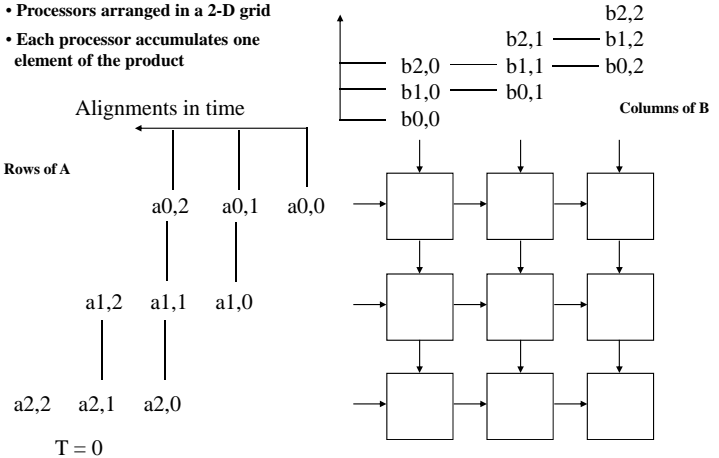 • Processors arranged in a 2-D grid
• Each processor accumulates one
element of the product
b2,2
b2,1 b1,2
b2,0 b1,1 b0,2
b1,0 b0,1
b0,0
Columns of B
Alignments in time
Rows of A
a0,2 a0,1 a0,0
a1,2 a1,1 a1,0
a2,2 a2,1 a2,0
T = 0